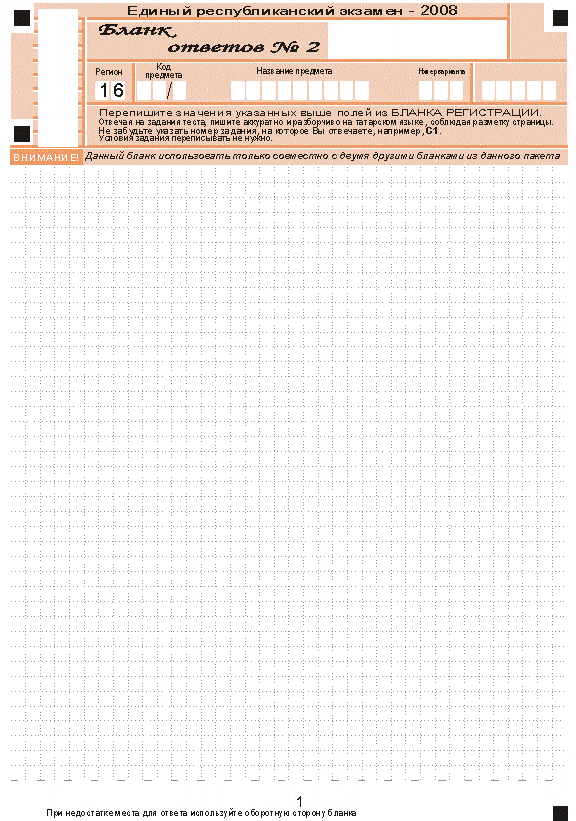 Единый республиканский экзамен - 2008
Бланк
ответов № 2
Регион
Код
предмета
Название предмета
Номер варианта
16
/
Перепишите значения указанных выше полей из БЛАНКА РЕГИСТРАЦИИ.
Отвечая на задания теста, пишите аккуратно и разборчиво на татарском языке, соблюдая разметку страницы.
Не забудьте указать номер задания, на которое Вы отвечаете, например, С1.
Условия задания переписывать не нужно.
ВНИМАНИЕ! Данный бланк использовать только совместно с двумя другими бланками из данного пакета
1
При недостатке места для ответа используйте оборотную сторону бланка